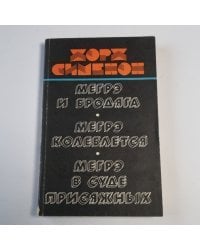 ЖОРЖ
СИМЕНОН
МЕГРЭ
И БРОДЯГА
•
МЕГРЭ
КОЛЕБЛЕТСЯ
•
МЕГРЭ
В СУДЕ
ПРИСЯЖНЫХ